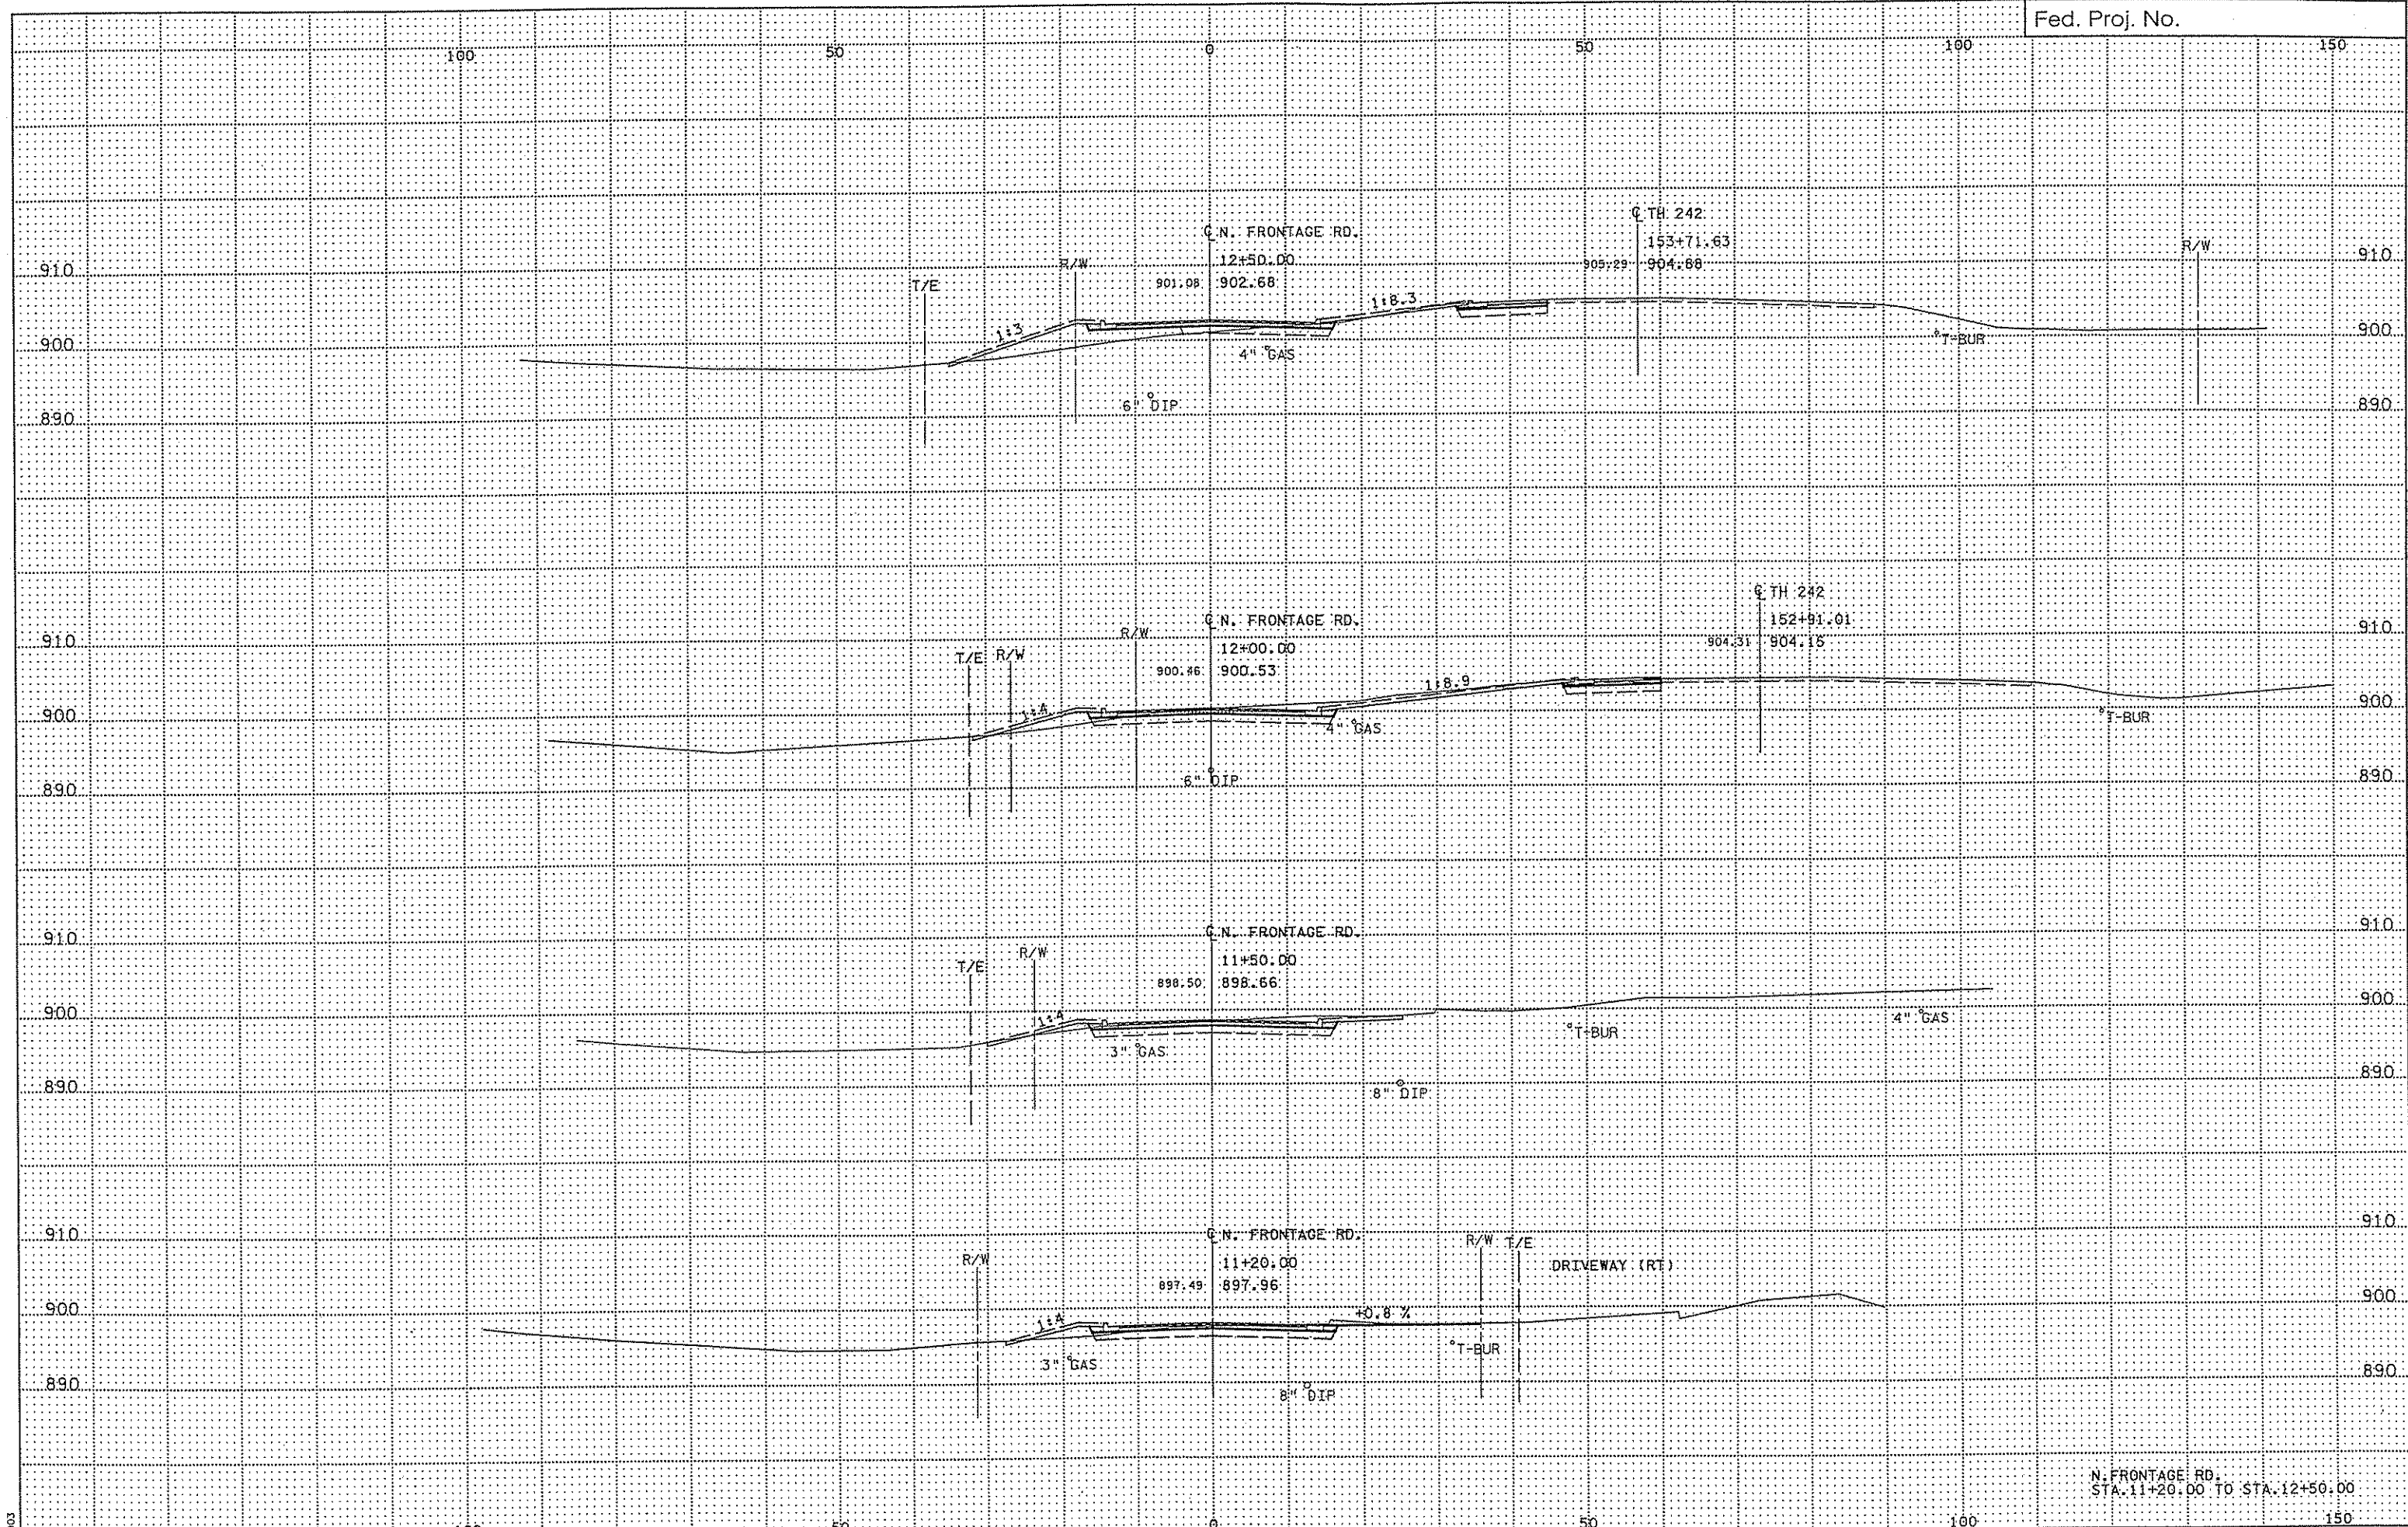 Fed. Proj. No.
100 50 0 50 100 150
℄ TH 242
153+71.63
905.29 904.88
℄ N. FRONTAGE RD.
12+50.00
901.08 902.68
R/W
R/W
T/E
910 910
1:3
1:8.3
900 900
4" GAS
T-BUR
6" DIP
890 890
℄ TH 242
152+91.01
904.31 904.15
℄ N. FRONTAGE RD.
12+00.00
900.46 900.53
R/W
T/E R/W
910 910
1:4
1:8.9
900 900
4" GAS
T-BUR
6" DIP
890 890
℄ N. FRONTAGE RD.
11+50.00
898.50 898.66
R/W
T/E
910 910
1:4
900 900
3" GAS
T-BUR
4" GAS
8" DIP
890 890
℄ N. FRONTAGE RD.
11+20.00
897.49 897.96
R/W
R/W T/E
DRIVEWAY (RT)
910 910
1:4
+0.8 %
900 900
3" GAS
T-BUR
8" DIP
890 890
N.FRONTAGE RD.
STA.11+20.00 TO STA.12+50.00
100 50 0 50 100 150